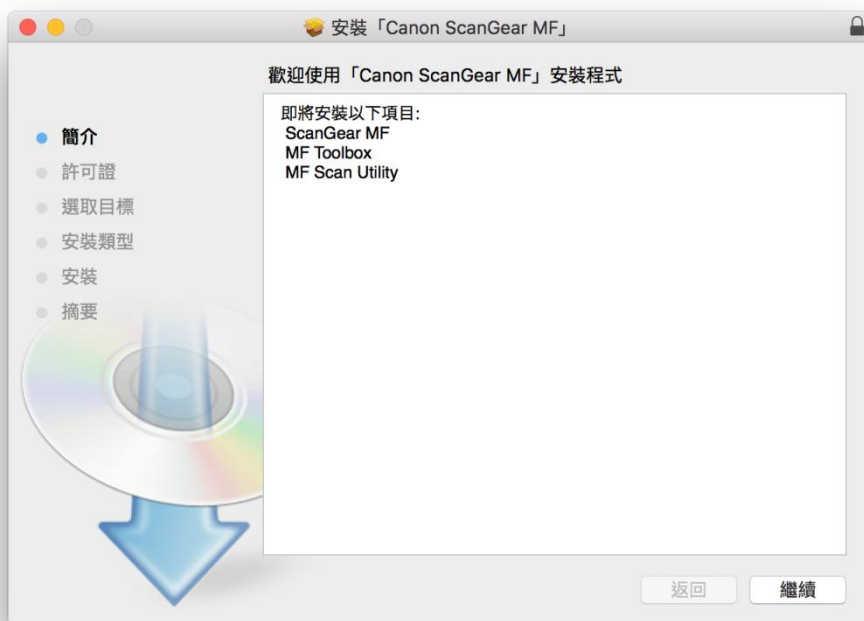 安裝「Canon ScanGear MF」
歡迎使用「Canon ScanGear MF」安裝程式
簡介
許可證
選取目標
安裝類型
安裝
摘要
即將安裝以下項目:
ScanGear MF
MF Toolbox
MF Scan Utility
返回
繼續